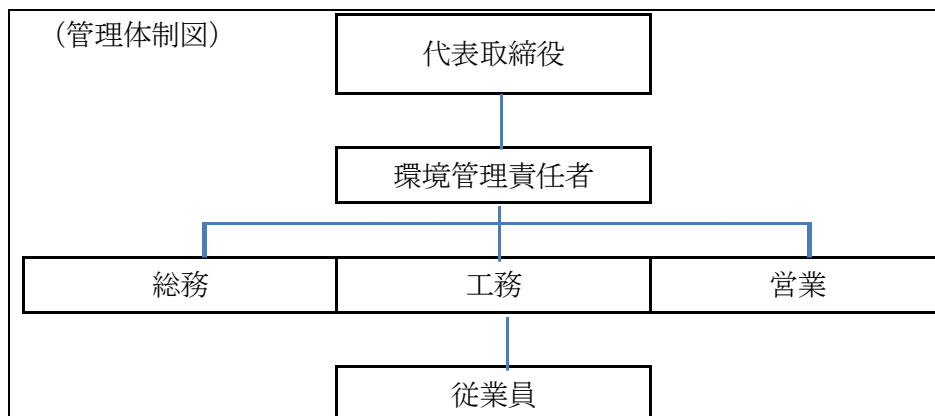 (管理体制図)
代表取締役
環境管理責任者
総務 工務 営業
従業員